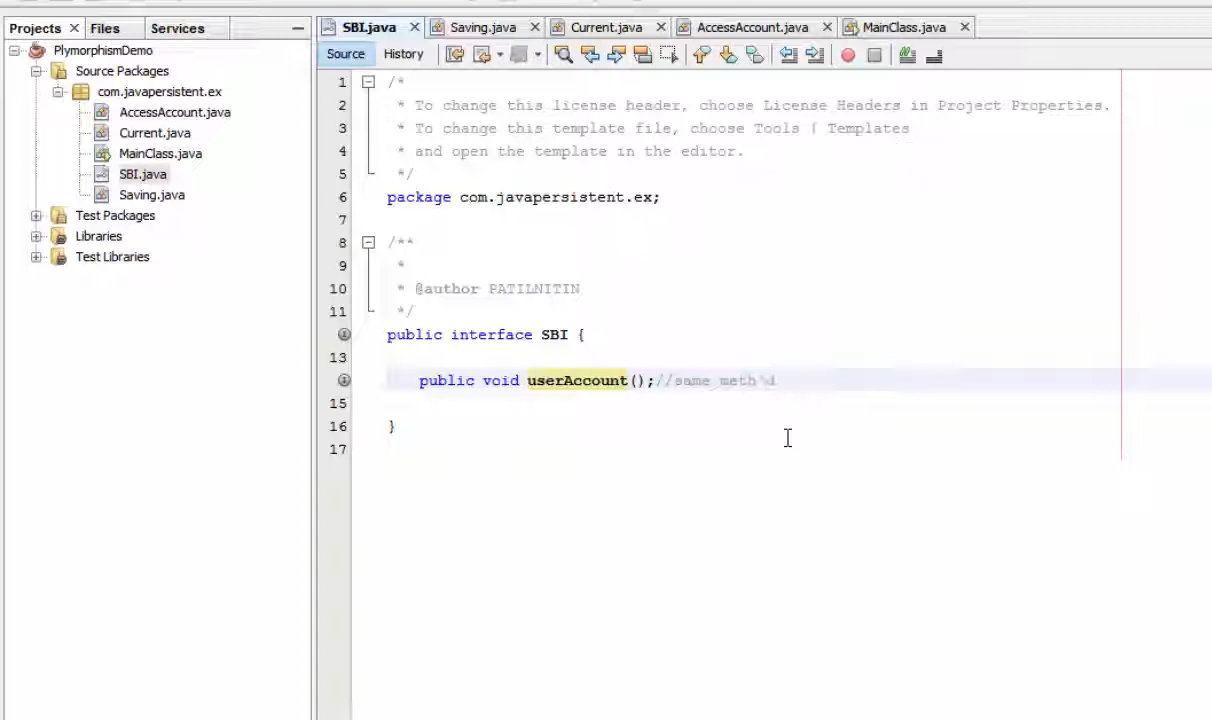 Projects
Files
Services
PlymorphismDemo
Source Packages
com.javapersistent.ex
AccessAccount.java
Current.java
MainClass.java
SBI.java
Saving.java
Test Packages
Libraries
Test Libraries
SBI.java Saving.java Current.java AccessAccount.java MainClass.java
Source History
1 /*
2 * To change this license header, choose License Headers in Project Properties.
3 * To change this template file, choose Tools | Templates
4 * and open the template in the editor.
5 */
6 package com.javapersistent.ex;
7
8 /**
9 *
10 * @author PATILNITIN
11 */
public interface SBI {
13
public void userAccount();//same
15
16 }
17